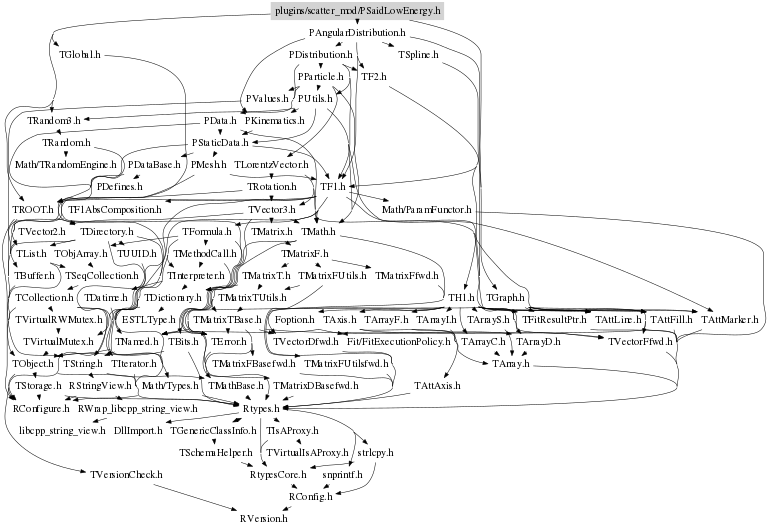 plugins/scatter_mod/PSaidLowEnergy.h
PAngularDistribution.h
TGlobal.h
PDistribution.h
TSpline.h
PParticle.h
TF2.h
PValues.h
PUtils.h
TRandom3.h
PData.h
PKinematics.h
TRandom.h
PStaticData.h
Math/TRandomEngine.h
PDataBase.h
PMesh.h
TLorentzVector.h
PDefines.h
TRotation.h
TF1.h
TROOT.h
TF1AbsComposition.h
TVector3.h
Math/ParamFunctor.h
TVector2.h
TDirectory.h
TFormula.h
TMatrix.h
TMath.h
TList.h
TObjArray.h
TUUID.h
TMethodCall.h
TMatrixF.h
TBuffer.h
TSeqCollection.h
TInterpreter.h
TMatrixT.h
TMatrixFUtils.h
TMatrixFfwd.h
TCollection.h
TDatime.h
TDictionary.h
TMatrixTUtils.h
TH1.h
TGraph.h
TVirtualRWMutex.h
ESTLType.h
TMatrixTBase.h
Foption.h
TAxis.h
TArrayF.h
TArrayI.h
TArrayS.h
TFitResultPtr.h
TAttLine.h
TAttFill.h
TAttMarker.h
TVirtualMutex.h
TNamed.h
TBits.h
TError.h
TVectorDfwd.h
Fit/FitExecutionPolicy.h
TArrayC.h
TArrayD.h
TVectorFfwd.h
TObject.h
TString.h
TIterator.h
TMatrixFBasefwd.h
TMatrixFUtilsfwd.h
TArray.h
TStorage.h
RStringView.h
Math/Types.h
TMathBase.h
TMatrixDBasefwd.h
TAttAxis.h
RConfigure.h
RWrap_libcpp_string_view.h
Rtypes.h
libcpp_string_view.h
DllImport.h
TGenericClassInfo.h
TIsAProxy.h
TSchemaHelper.h
TVirtualIsAProxy.h
strlcpy.h
TVersionCheck.h
RtypesCore.h
snprintf.h
RConfig.h
RVersion.h